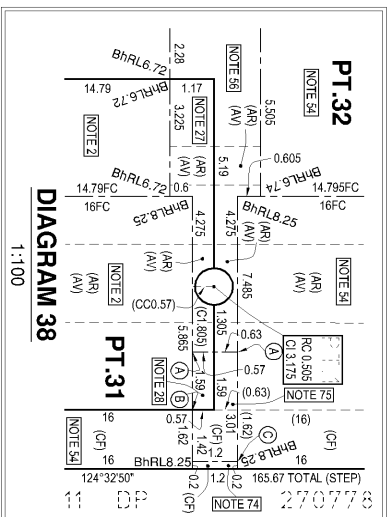 PT.32
NOTE 54
NOTE 56
2.28
BhRL6.72
14.79
1.17
BhRL6.72
3.225
NOTE 27
(AR)
(AV)
5.505
NOTE 2
(AR)
(AV)
5.19
0.605
BhRL6.72
14.79FC
0.6
BhRL6.74
14.795FC
16FC
BhRL8.25
4.275
4.275
BhRL8.25
16FC
DIAGRAM 38
1:100
(AR)
(AV)
NOTE 2
(AR)
(AV)
7.485
(AR)
(AV)
NOTE 54
(CC0.57)
(C1.805)
1.305
RC 0.505
CI 3.175
PT.31
5.865
0.63
A
0.57
NOTE 28
A
B
1.59
1.59
(0.63)
NOTE 75
16
(CF)
16
NOTE 54
0.57
1.62
1.42
(CF)
1.2
3.01
(1.62)
C
(16)
(CF)
16
BhRL8.25
BhRL8.25
124°32'50"
0.2
(CF)
1.2
0.2
165.67 TOTAL (STEP)
NOTE 74
11 DP 270778